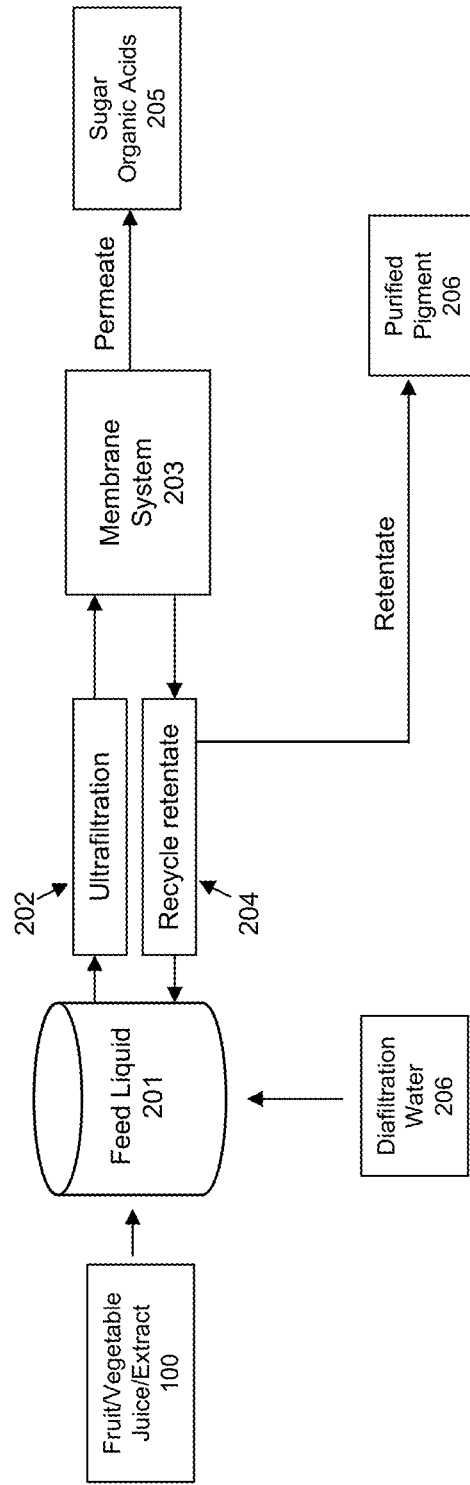 Fruit/Vegetable
Juice/Extract
100
Feed Liquid
201
Diafiltration
Water
206
202
Ultrafiltration
Recycle retentate
204
Membrane
System
203
Permeate
Sugar
Organic Acids
205
Retentate
Purified
Pigment
206